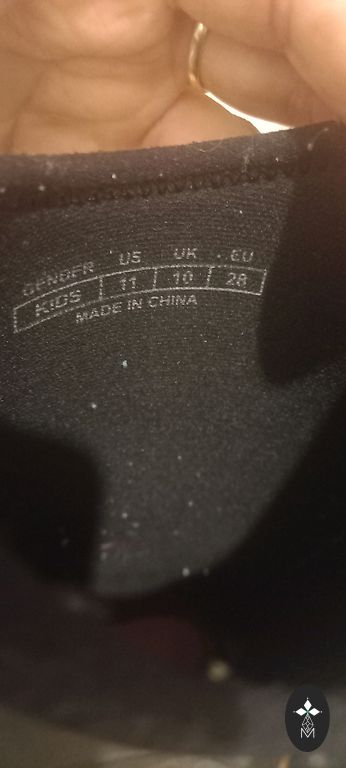 GENDER US UK EU
KIDS 11 10 28
MADE IN CHINA
M